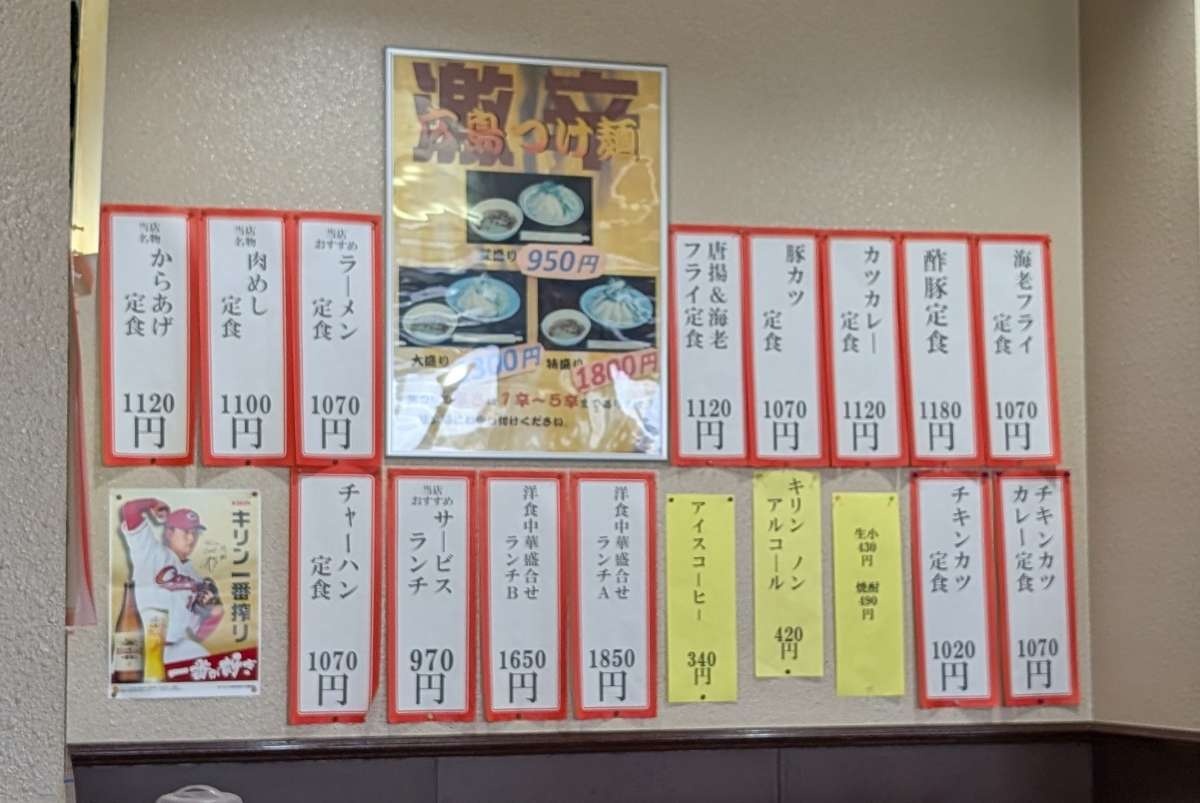 当店名物
からあげ
定食
1120
円
当店名物
肉めし
定食
1100
円
当店おすすめ
ラーメン
定食
1070
円
激辛
広島つけ麺
盛り
950円
大盛り
00円
特盛り
1800円
1辛～5辛
付けください
唐揚&海老
フライ定食
1120
円
豚カツ
定食
1070
円
カツカレー
定食
1120
円
酢豚定食
1180
円
海老フライ
定食
1070
円
キリン一番搾り
チャーハン
定食
1070
円
当店おすすめ
サービス
ランチ
970
円
洋食中華盛合せ
ランチB
1650
円
洋食中華盛合せ
ランチA
1850
円
アイスコーヒー
340
円
キリン ノン
アルコール
420
円
小生
430円
焼酎
480円
チキンカツ
定食
1020
円
チキンカツ
カレー定食
1070
円